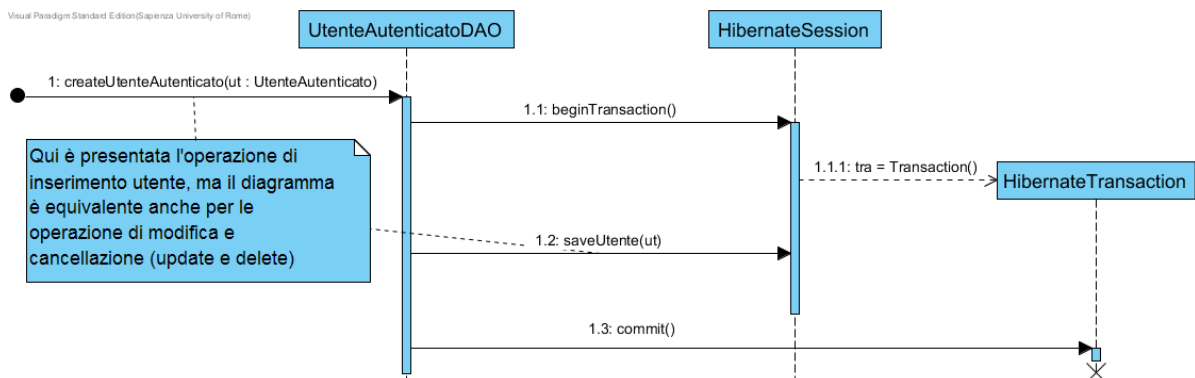 Visual Paradigm Standard Edition(Sapienza University of Rome)
UtenteAutenticatoDAO
HibernateSession
1: createUtenteAutenticato(ut : UtenteAutenticato)
1.1: beginTransaction()
Qui è presentata l'operazione di
inserimento utente, ma il diagramma
è equivalente anche per le
operazione di modifica e
cancellazione (update e delete)
1.1.1: tra = Transaction()
HibernateTransaction
1.2: saveUtente(ut)
1.3: commit()